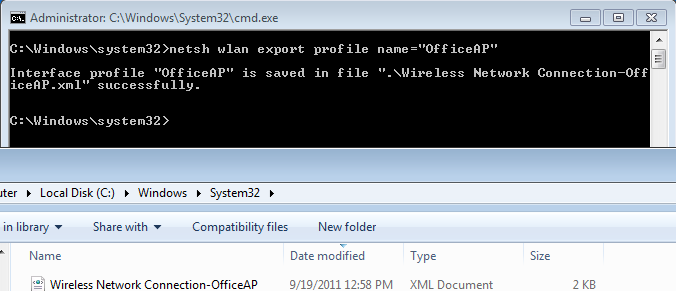 Administrator: C:\Windows\System32\cmd.exe
C:\Windows\system32>netsh wlan export profile name="OfficeAP"
Interface profile "OfficeAP" is saved in file ".\Wireless Network Connection-Off
iceAP.xml" successfully.
C:\Windows\system32>
uter Local Disk (C:) Windows System32
in library Share with Compatibility files New folder
Name Date modified Type Size
Wireless Network Connection-OfficeAP 9/19/2011 12:58 PM XML Document 2 KB